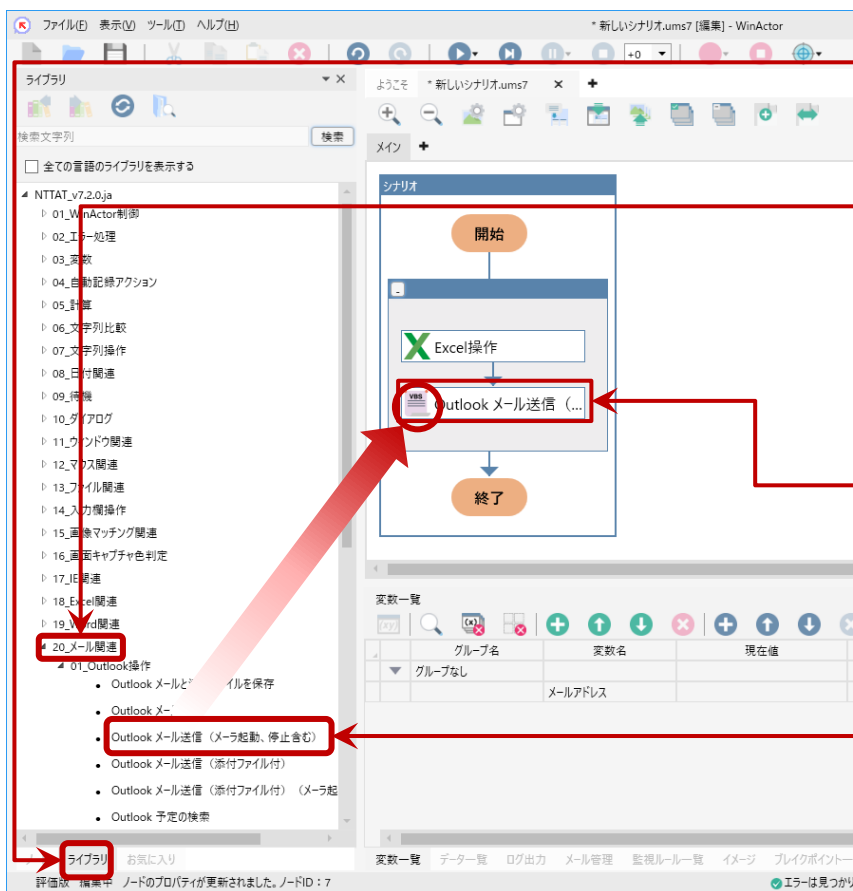 ファイル(F) 表示(V) ツール(T) ヘルプ(H)
* 新しいシナリオ.ums7 [編集] - WinActor
+0
ライブラリ
検索文字列
検索
全ての言語のライブラリを表示する
NTTAT_v7.2.0.ja
01_WinActor制御
02_エラー処理
03_変数
04_自動記録アクション
05_計算
06_文字列比較
07_文字列操作
08_日付関連
09_待機
10_ダイアログ
11_ウィンドウ関連
12_マウス関連
13_ファイル関連
14_入力欄操作
15_画像マッチング関連
16_画面キャプチャ色判定
17_IE関連
18_Excel関連
19_Word関連
20_メール関連
01_Outlook操作
Outlook メールと イルを保存
Outlook メー
Outlook メール送信（メーラ起動、停止含む）
Outlook メール送信（添付ファイル付）
Outlook メール送信（添付ファイル付）（メーラ起
Outlook 予定の検索
ライブラリ お気に入り
評価版 編集中 ノードのプロパティが更新されました。ノードID：7
ようこそ * 新しいシナリオ.ums7
メイン
シナリオ
開始
Excel操作
VBS
Outlook メール送信（...
終了
変数一覧
グループ名 変数名 現在値
グループなし
メールアドレス
変数一覧 データ一覧 ログ出力 メール管理 監視ルール一覧 イメージ ブレイクポイント一
エラーは見つか